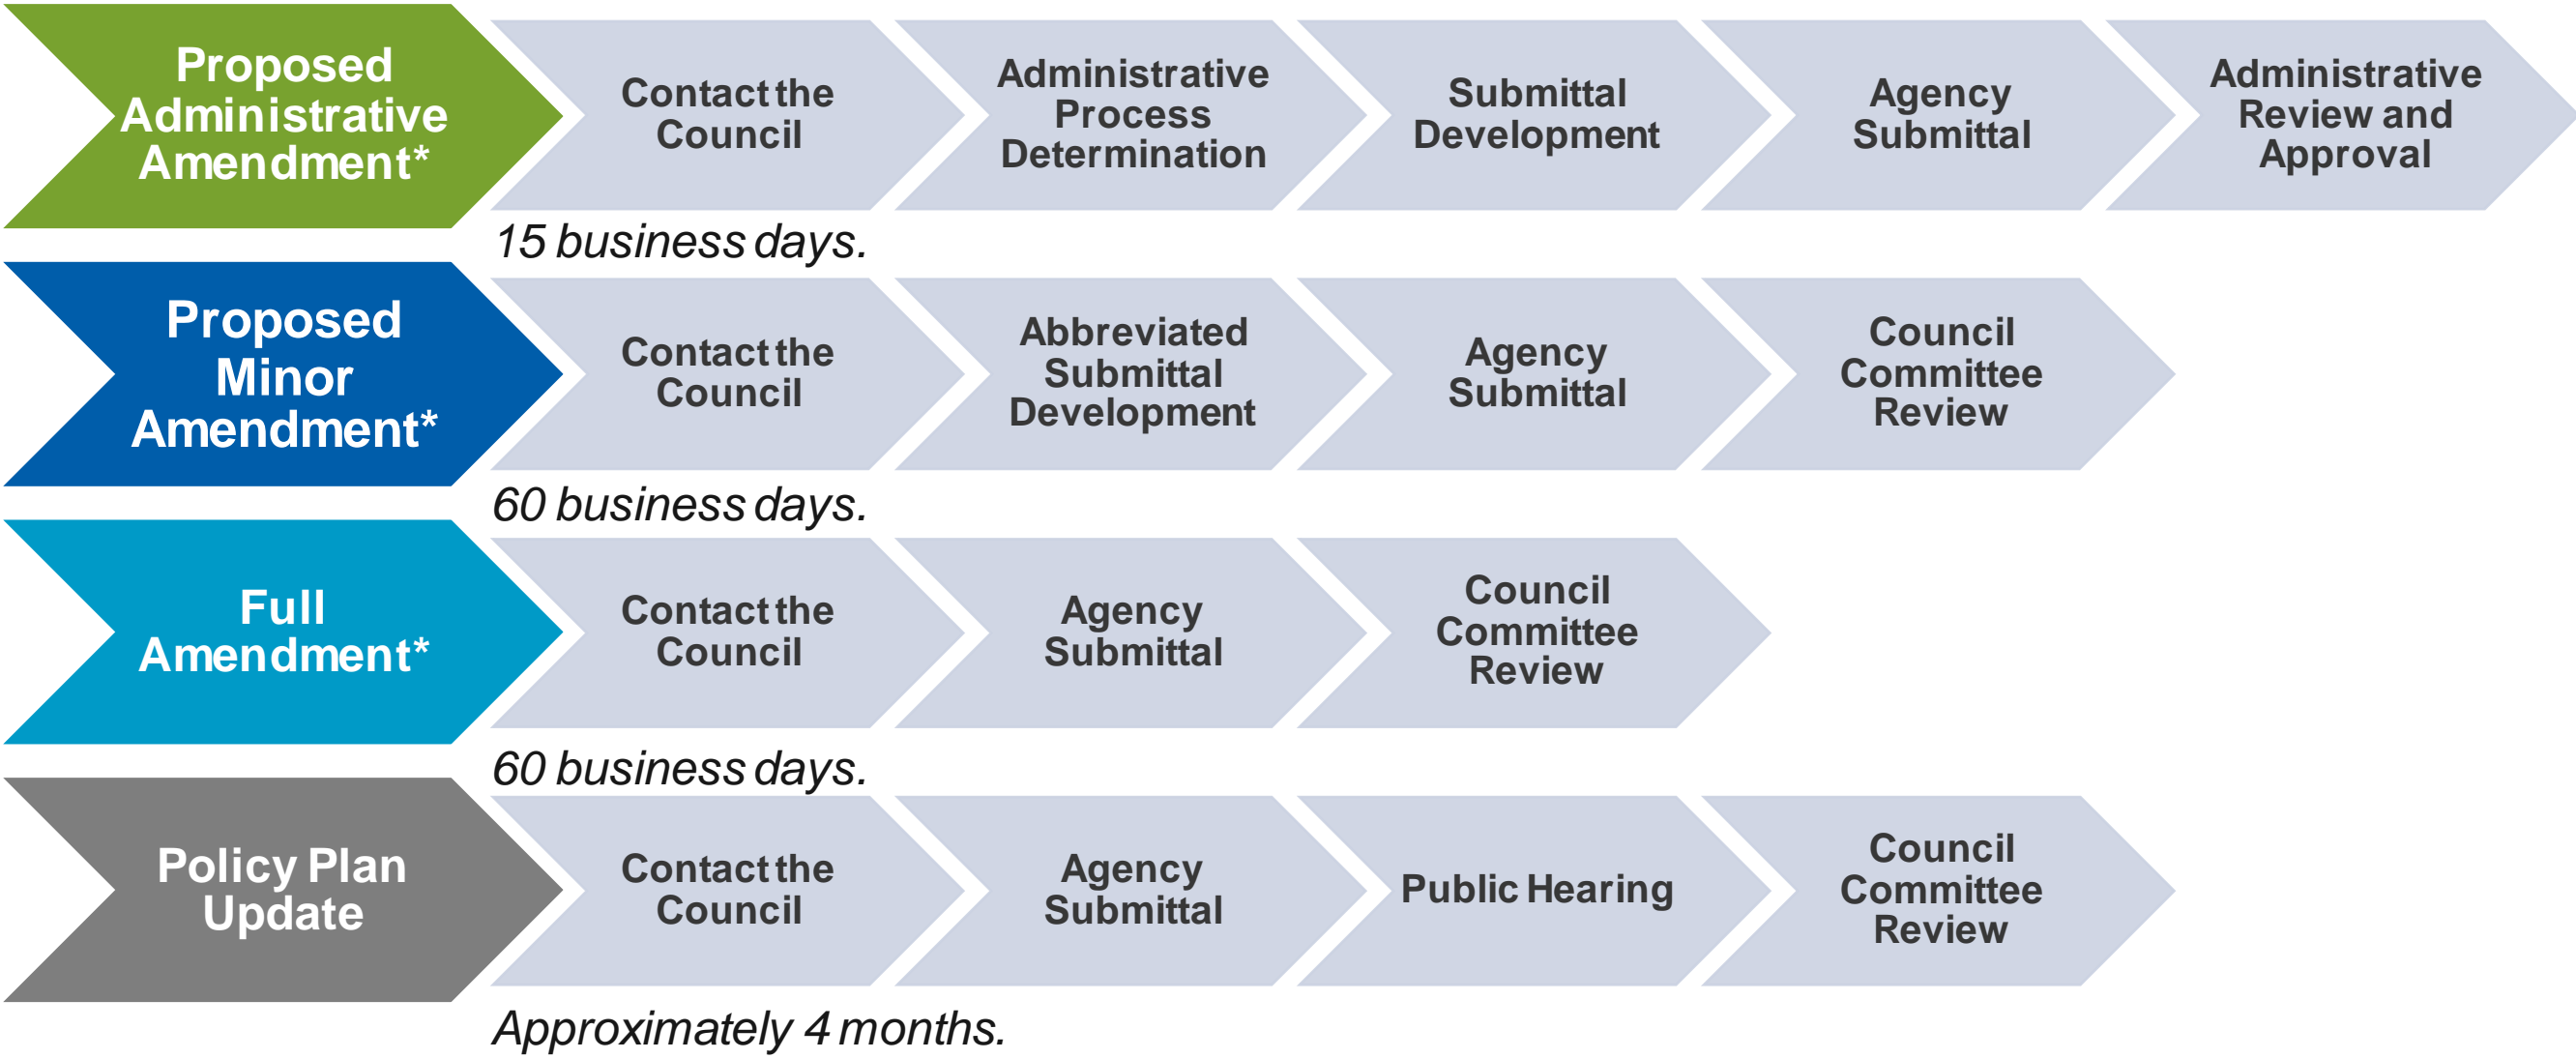 Proposed
Administrative
Amendment*
Contact the
Council
Administrative
Process
Determination
Submittal
Development
Agency
Submittal
Administrative
Review and
Approval
15 business days.
Proposed
Minor
Amendment*
Contact the
Council
Abbreviated
Submittal
Development
Agency
Submittal
Council
Committee
Review
60 business days.
Full
Amendment*
Contact the
Council
Agency
Submittal
Council
Committee
Review
60 business days.
Policy Plan
Update
Contact the
Council
Agency
Submittal
Public Hearing
Council
Committee
Review
Approximately 4 months.